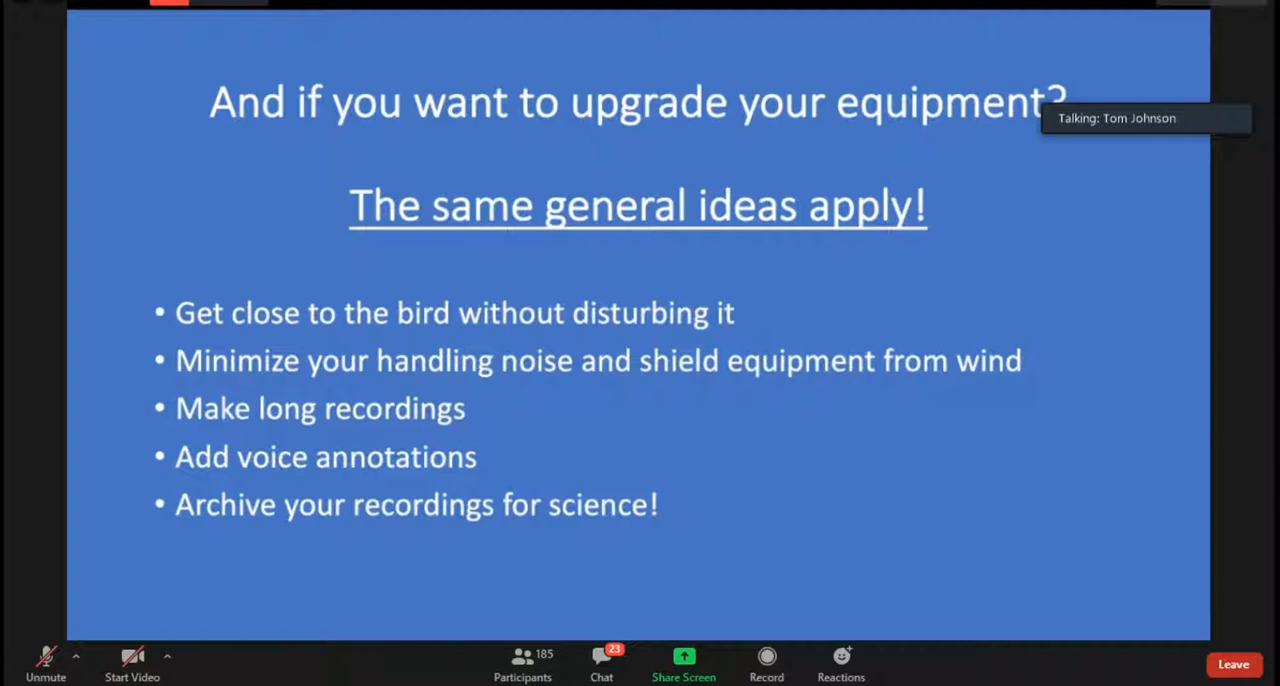 And if you want to upgrade your equipment?
Talking: Tom Johnson
The same general ideas apply!
• Get close to the bird without disturbing it
• Minimize your handling noise and shield equipment from wind
• Make long recordings
• Add voice annotations
• Archive your recordings for science!
185
23
Unmute
Start Video
Participants
Chat
Share Screen
Record
Reactions
Leave